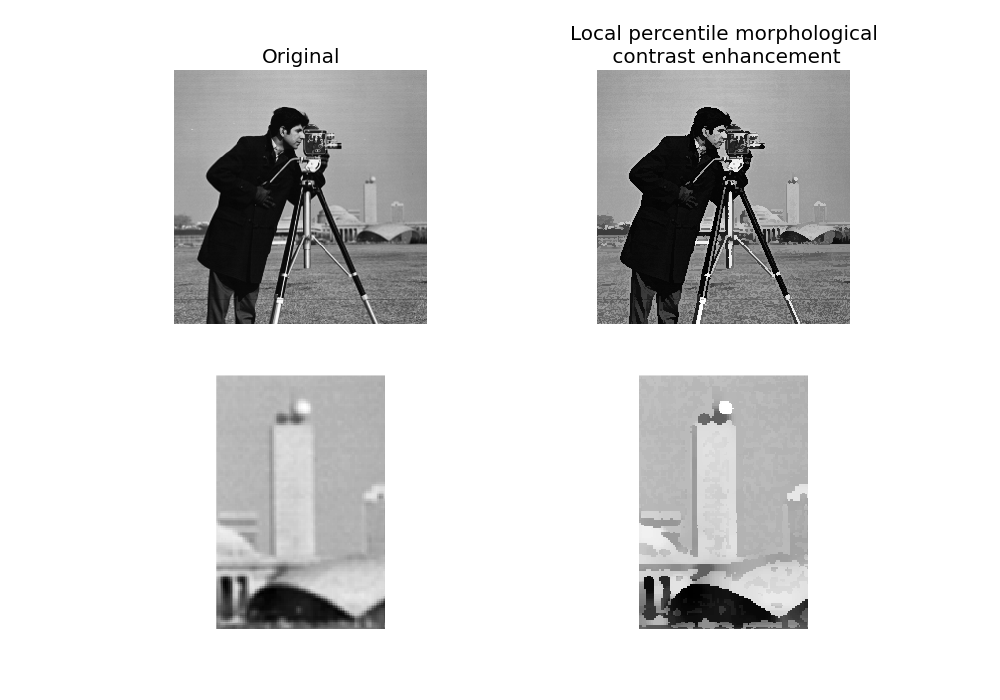 Original
Local percentile morphological
contrast enhancement